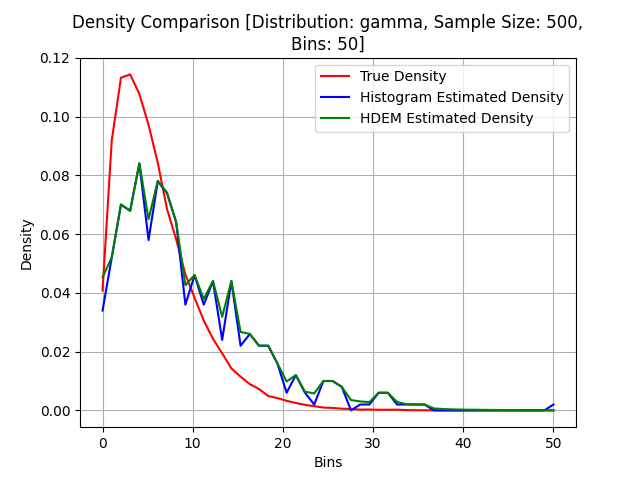 Density Comparison [Distribution: gamma, Sample Size: 500,
Bins: 50]
True Density
Histogram Estimated Density
HDEM Estimated Density
Density
0.12
0.10
0.08
0.06
0.04
0.02
0.00
0 10 20 30 40 50
Bins